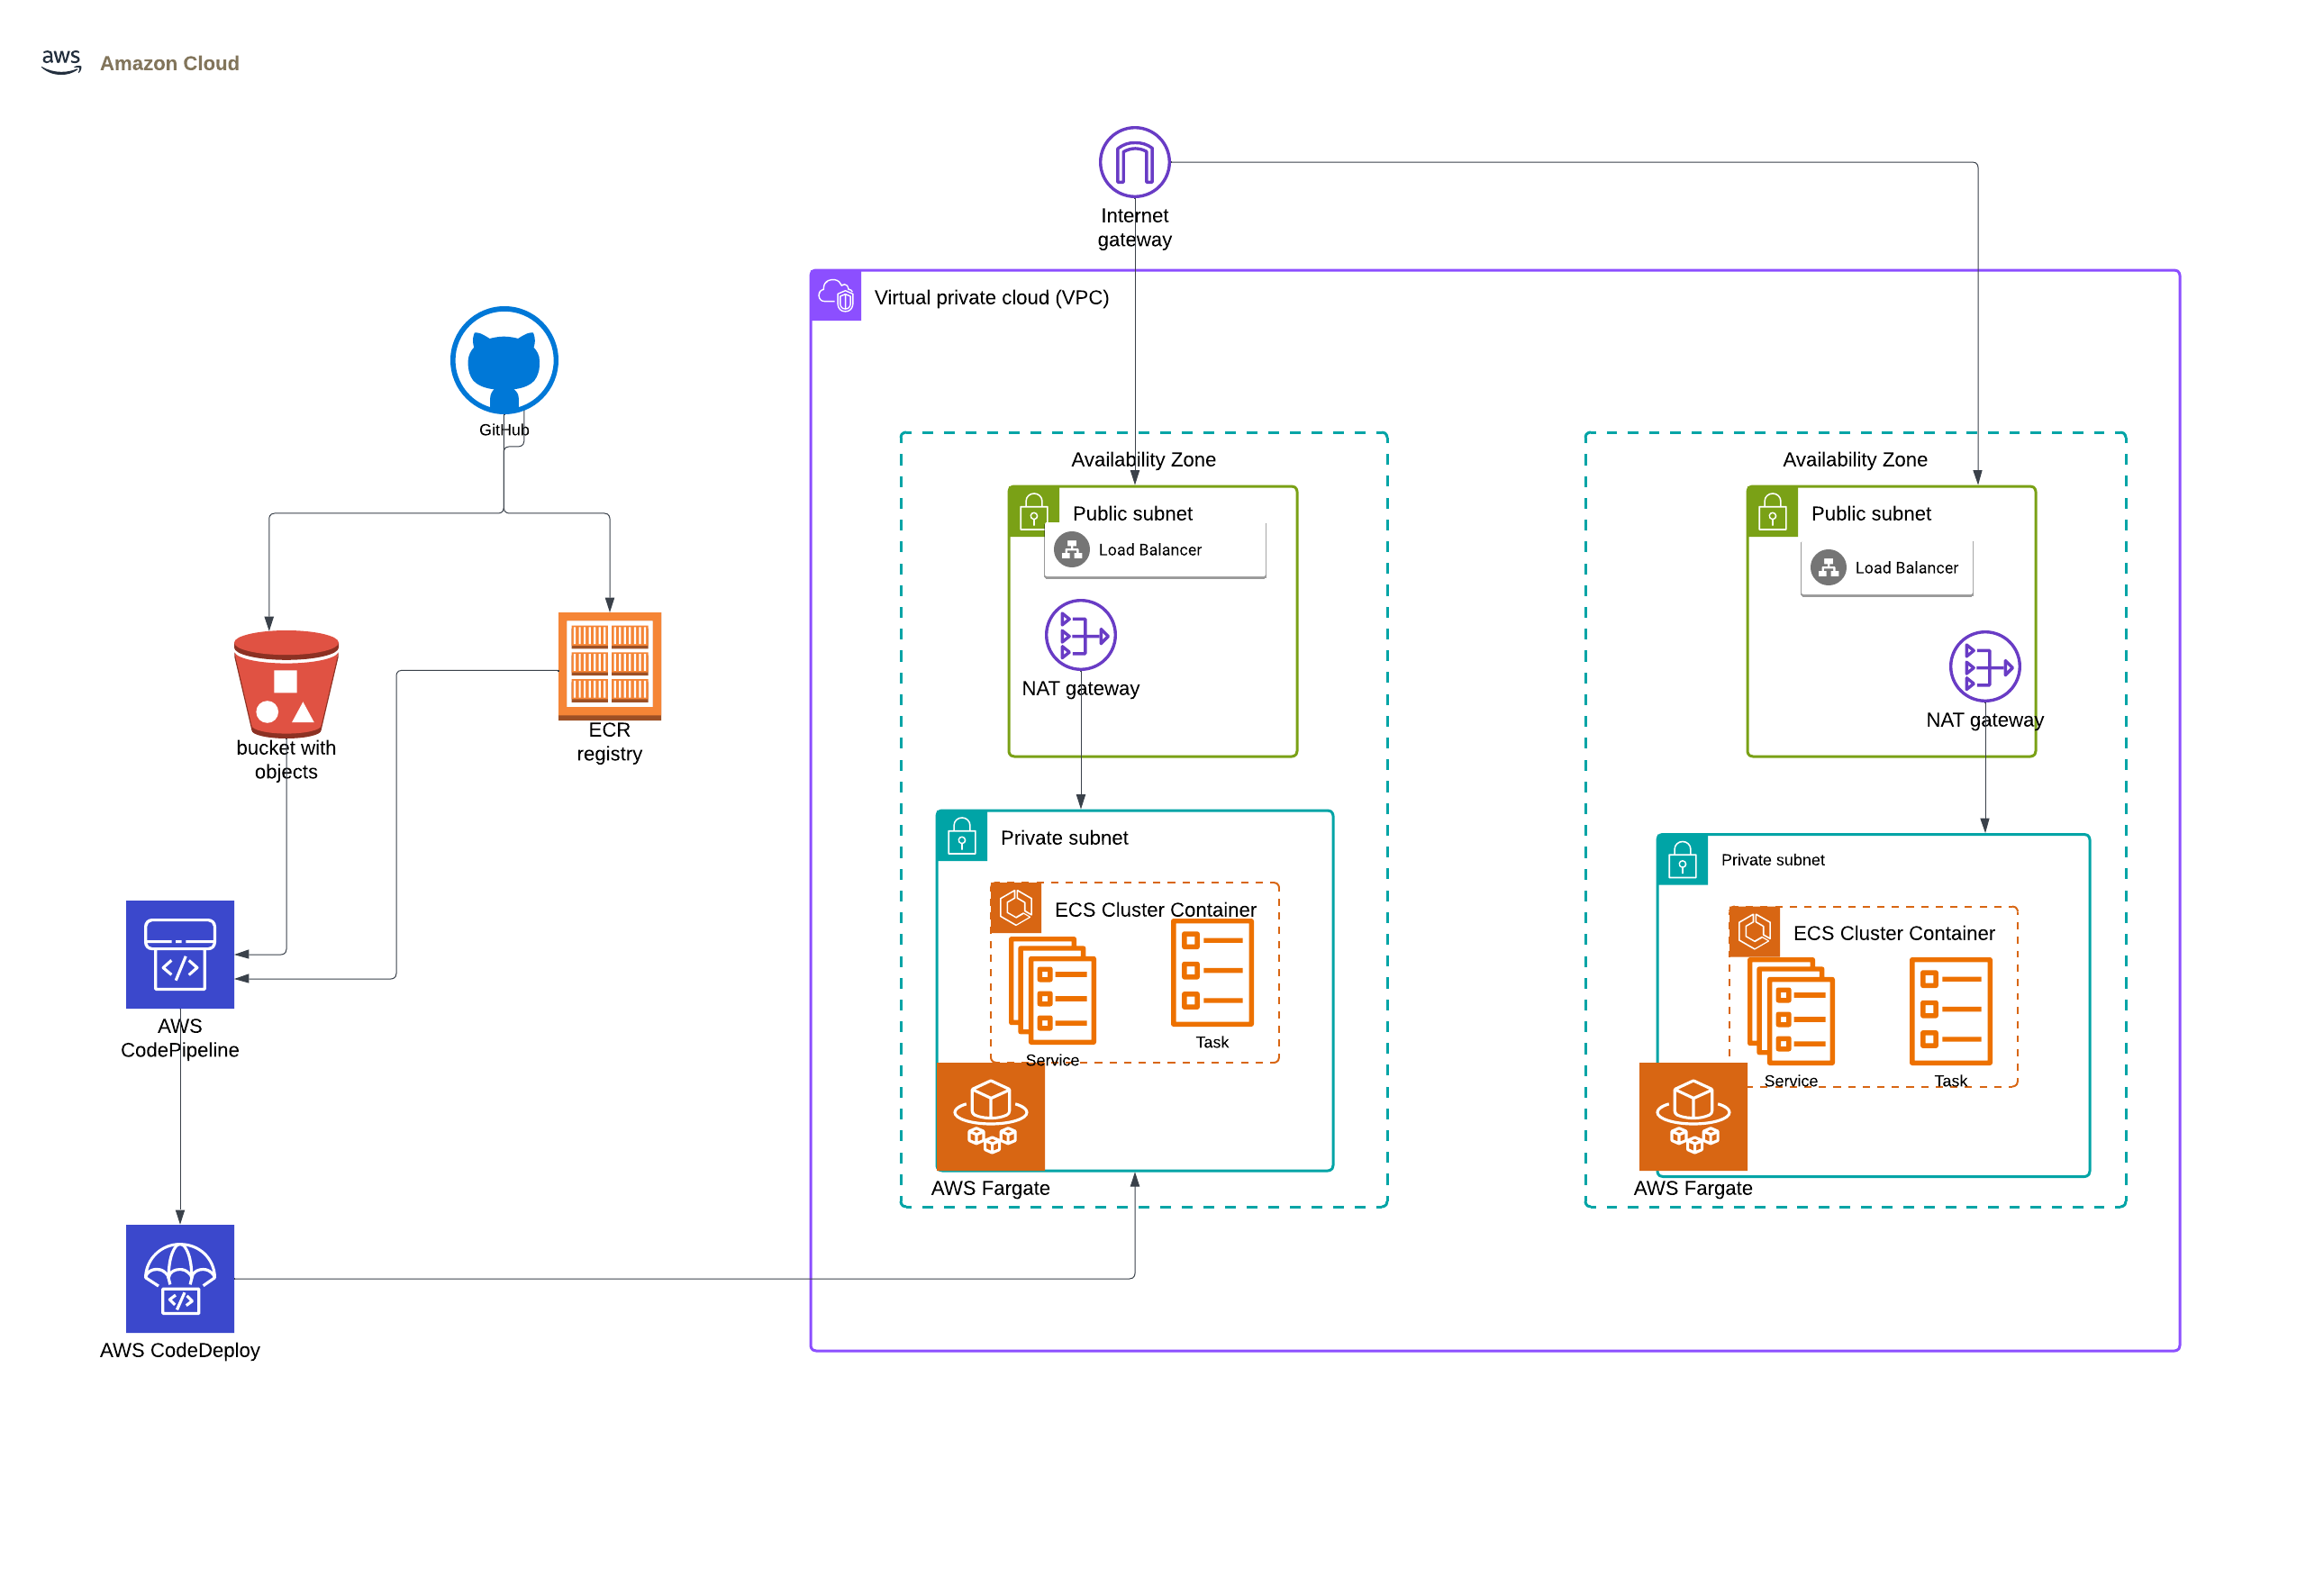 aws
Amazon Cloud
Internet
gateway
Virtual private cloud (VPC)
GitHub
bucket with
objects
ECR
registry
AWS
CodePipeline
AWS CodeDeploy
Availability Zone
Public subnet
Load Balancer
NAT gateway
Private subnet
ECS Cluster Container
Service
Task
AWS Fargate
Availability Zone
Public subnet
Load Balancer
NAT gateway
Private subnet
ECS Cluster Container
Service
Task
AWS Fargate